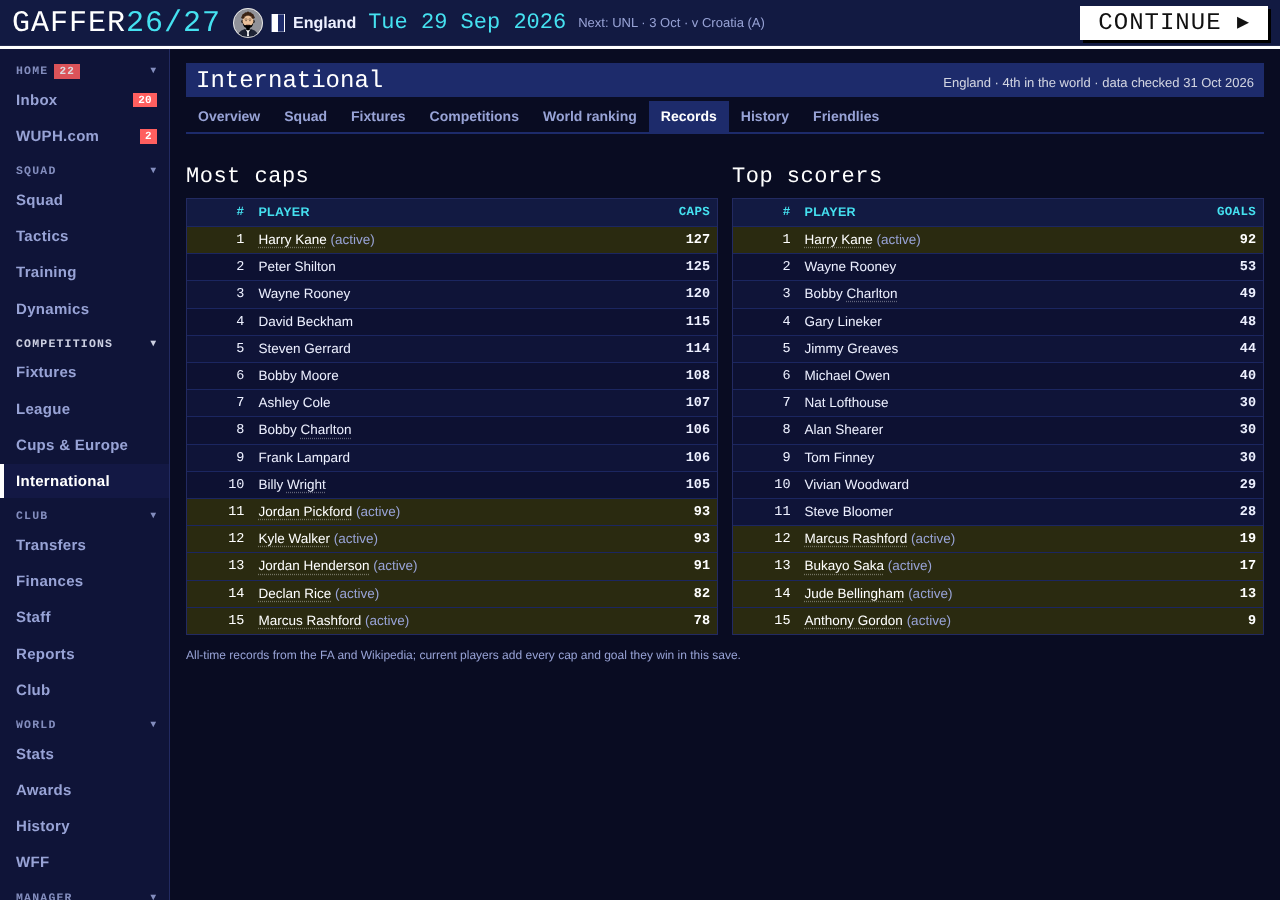 GAFFER26/27 England Tue 29 Sep 2026 Next: UNL · 3 Oct · v Croatia (A) CONTINUE ►
HOME 22 ▼
Inbox 20
WUPH.com 2
SQUAD ▼
Squad
Tactics
Training
Dynamics
COMPETITIONS ▼
Fixtures
League
Cups & Europe
International
CLUB ▼
Transfers
Finances
Staff
Reports
Club
WORLD ▼
Stats
Awards
History
WFF
MANAGER ▼
International England · 4th in the world · data checked 31 Oct 2026
Overview Squad Fixtures Competitions World ranking Records History Friendlies
Most caps
# PLAYER CAPS
1 Harry Kane (active) 127
2 Peter Shilton 125
3 Wayne Rooney 120
4 David Beckham 115
5 Steven Gerrard 114
6 Bobby Moore 108
7 Ashley Cole 107
8 Bobby Charlton 106
9 Frank Lampard 106
10 Billy Wright 105
11 Jordan Pickford (active) 93
12 Kyle Walker (active) 93
13 Jordan Henderson (active) 91
14 Declan Rice (active) 82
15 Marcus Rashford (active) 78
Top scorers
# PLAYER GOALS
1 Harry Kane (active) 92
2 Wayne Rooney 53
3 Bobby Charlton 49
4 Gary Lineker 48
5 Jimmy Greaves 44
6 Michael Owen 40
7 Nat Lofthouse 30
8 Alan Shearer 30
9 Tom Finney 30
10 Vivian Woodward 29
11 Steve Bloomer 28
12 Marcus Rashford (active) 19
13 Bukayo Saka (active) 17
14 Jude Bellingham (active) 13
15 Anthony Gordon (active) 9
All-time records from the FA and Wikipedia; current players add every cap and goal they win in this save.